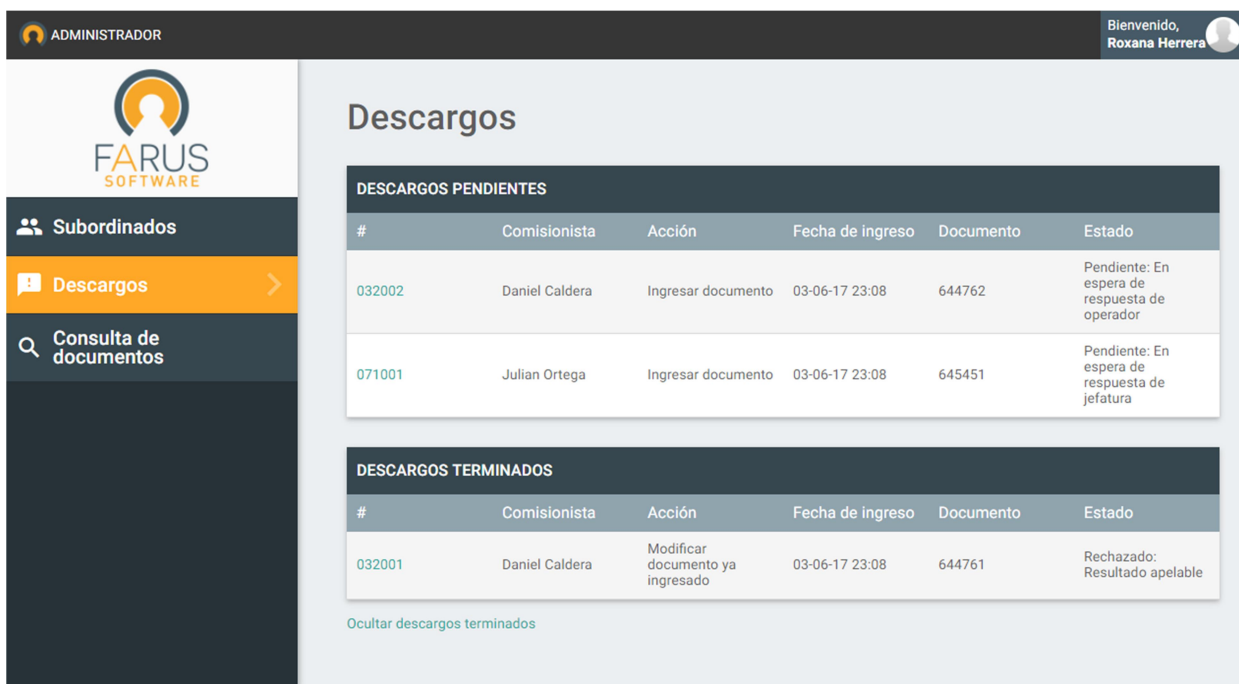 ADMINISTRADOR
Bienvenido,
Roxana Herrera
FARUS
SOFTWARE
Subordinados
Descargos
Consulta de
documentos
Descargos
DESCARGOS PENDIENTES
# Comisionista Acción Fecha de ingreso Documento Estado
032002 Daniel Caldera Ingresar documento 03-06-17 23:08 644762 Pendiente: En
espera de
respuesta de
operador
071001 Julian Ortega Ingresar documento 03-06-17 23:08 645451 Pendiente: En
espera de
respuesta de
jefatura
DESCARGOS TERMINADOS
# Comisionista Acción Fecha de ingreso Documento Estado
032001 Daniel Caldera Modificar
documento ya
ingresado 03-06-17 23:08 644761 Rechazado:
Resultado apelable
Ocultar descargos terminados